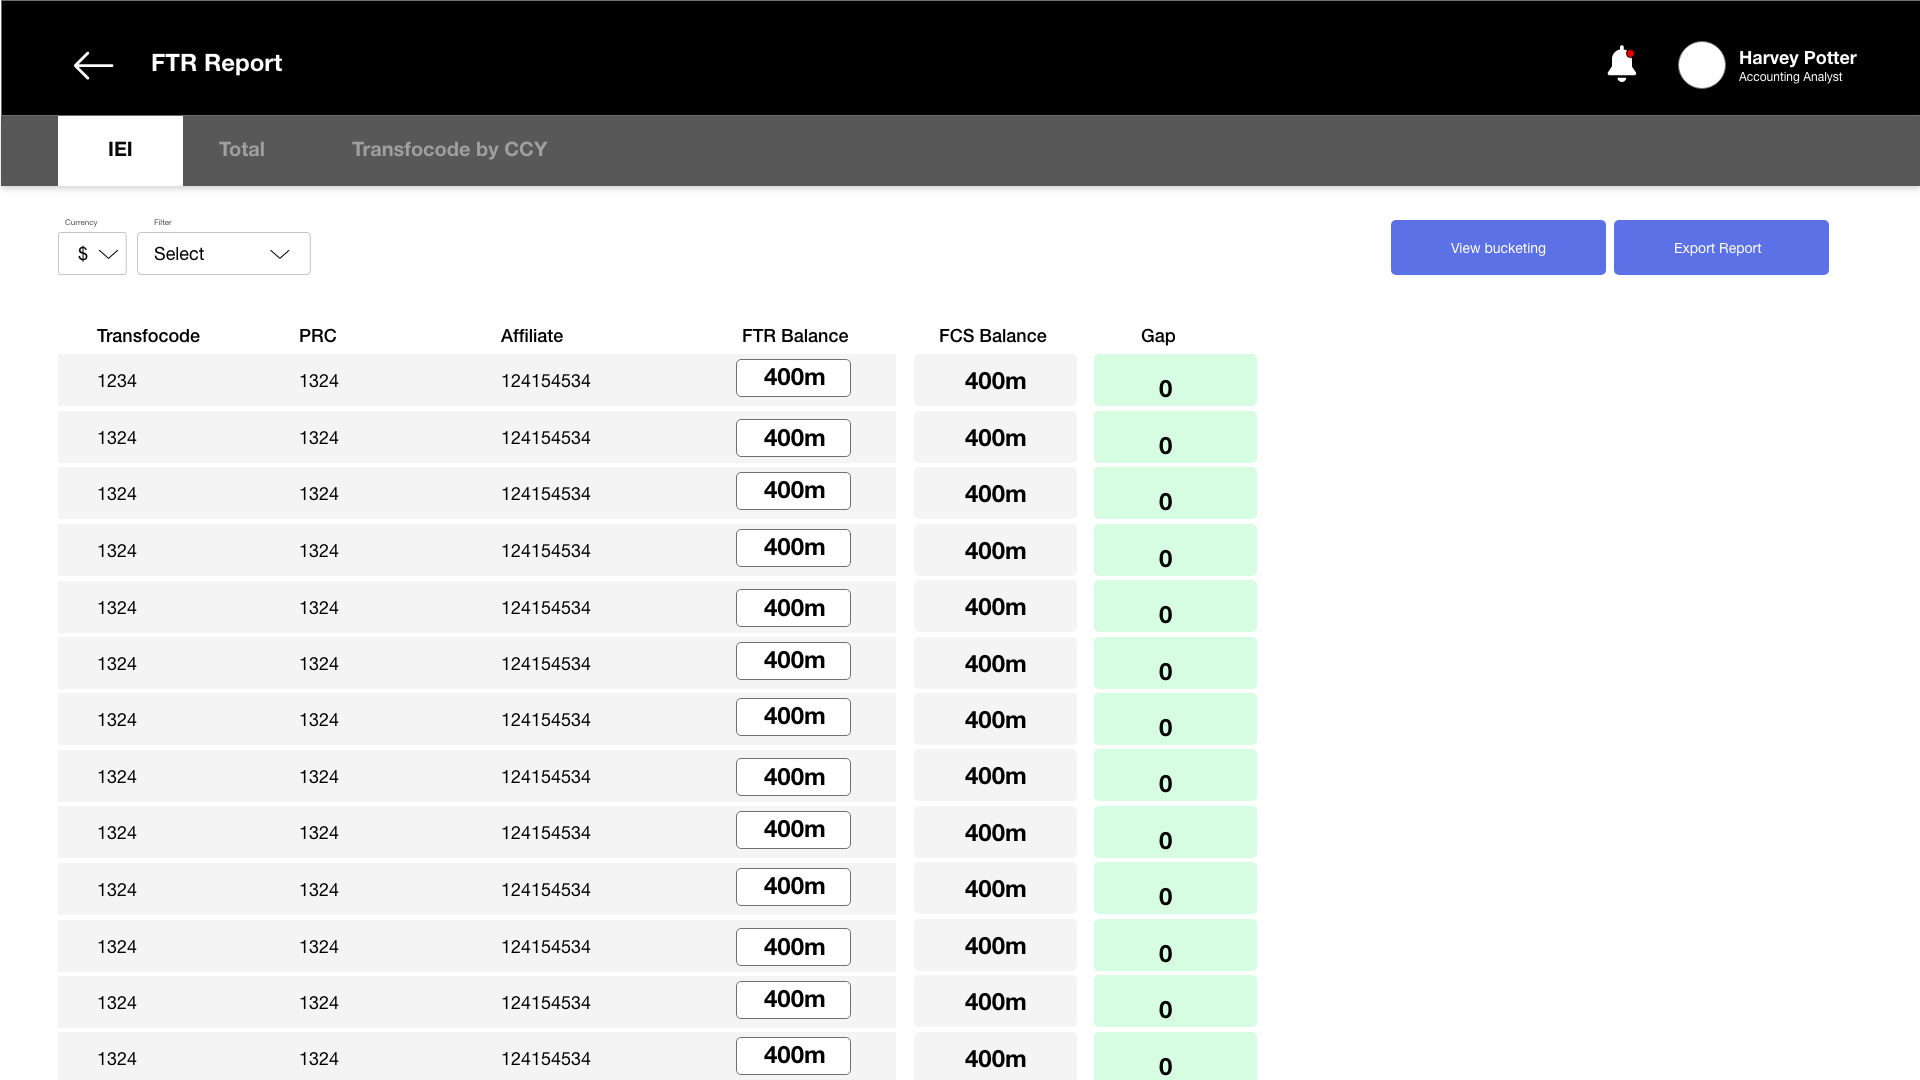 FTR Report
Harvey Potter
Accounting Analyst
IEI Total Transfocode by CCY
Currency Filter
$ Select
View bucketing Export Report
Transfocode PRC Affiliate FTR Balance FCS Balance Gap
1234 1324 124154534 400m 400m 0
1324 1324 124154534 400m 400m 0
1324 1324 124154534 400m 400m 0
1324 1324 124154534 400m 400m 0
1324 1324 124154534 400m 400m 0
1324 1324 124154534 400m 400m 0
1324 1324 124154534 400m 400m 0
1324 1324 124154534 400m 400m 0
1324 1324 124154534 400m 400m 0
1324 1324 124154534 400m 400m 0
1324 1324 124154534 400m 400m 0
1324 1324 124154534 400m 400m 0
1324 1324 124154534 400m 400m 0